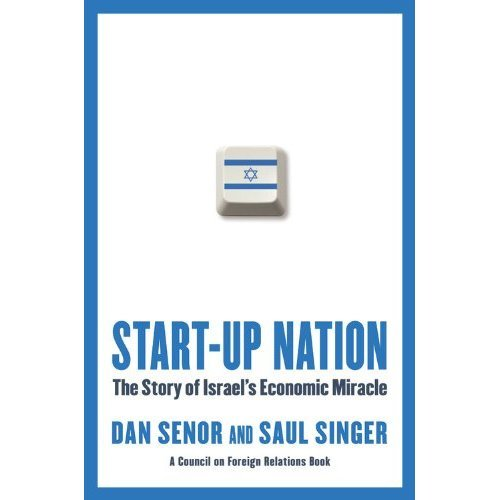 START-UP NATION
The Story of Israel's Economic Miracle
DAN SENOR AND SAUL SINGER
A Council on Foreign Relations Book